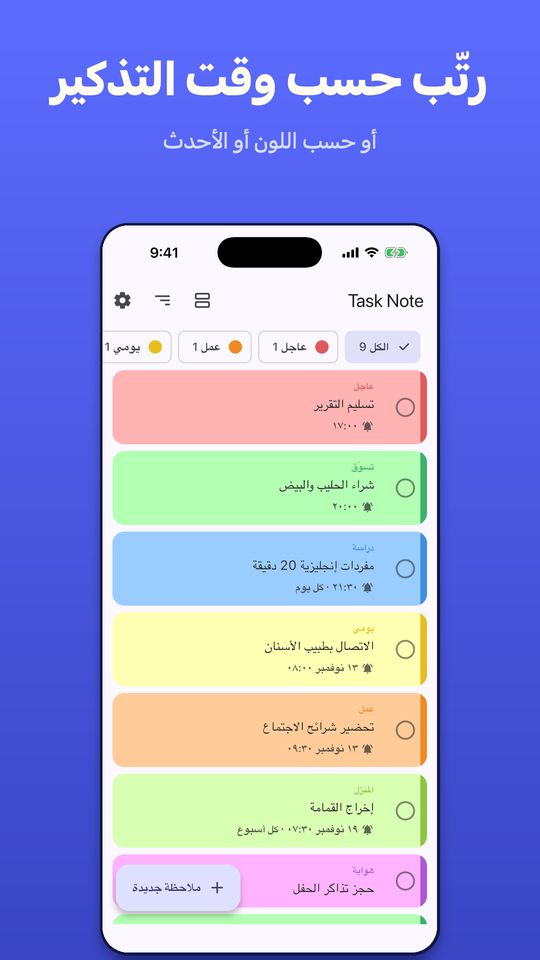 رتّب حسب وقت التذكير
أو حسب اللون أو الأحدث
9:41
Task Note
الكل 9
عاجل 1
عمل 1
يومي 1
عاجل
تسليم التقرير
١٧:٠٠
تسوّق
شراء الحليب والبيض
٢٠:٠٠
دراسة
مفردات إنجليزية 20 دقيقة
٢١:٣٠ · كل يوم
يومي
الاتصال بطبيب الأسنان
١٣ نوفمبر ٠٨:٠٠
عمل
تحضير شرائح الاجتماع
١٣ نوفمبر ٠٩:٣٠
المنزل
إخراج القمامة
١٩ نوفمبر ٠٧:٣٠ · كل أسبوع
هواية
حجز تذاكر الحفل
ملاحظة جديدة